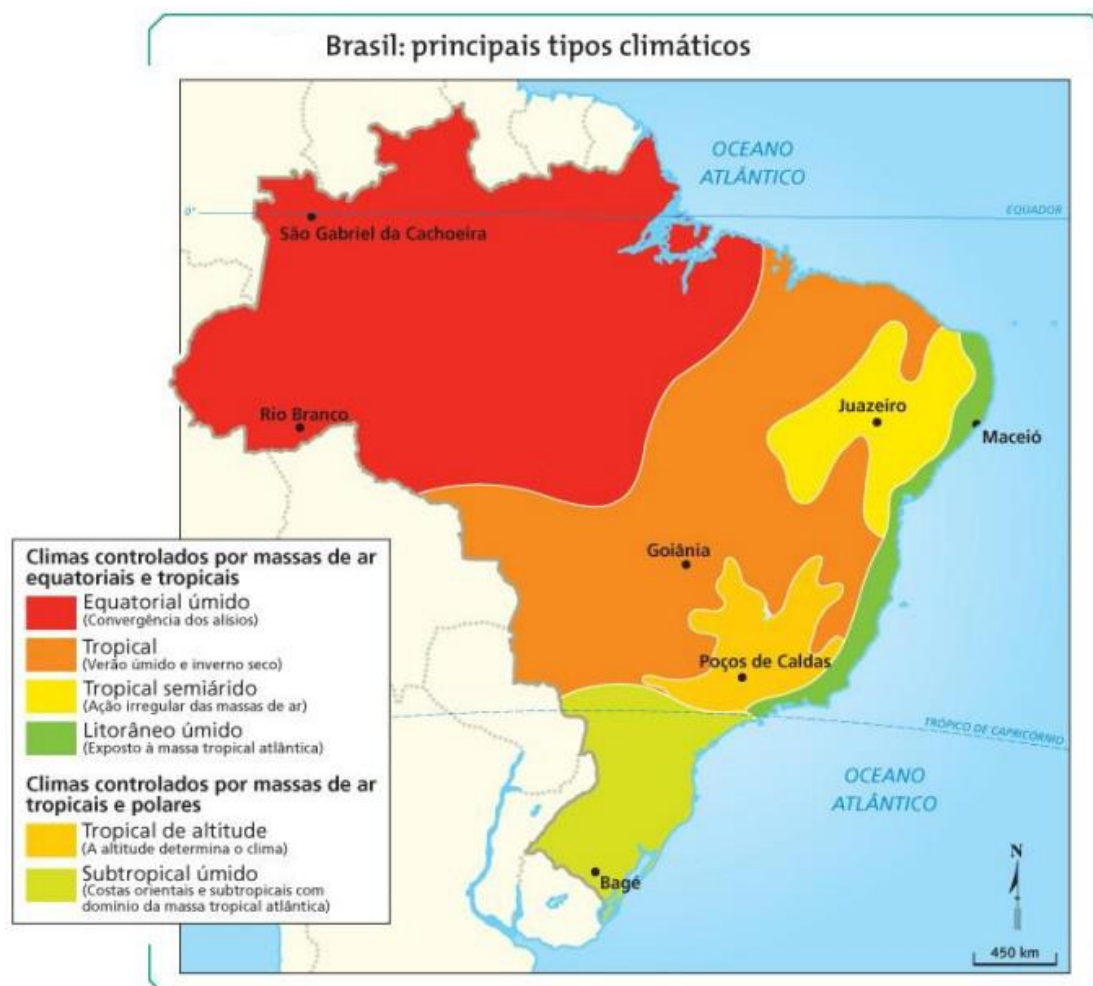 Brasil: principais tipos climáticos
OCEANO
ATLÂNTICO
0°
EQUADOR
São Gabriel da Cachoeira
Rio Branco
Juazeiro
Maceió
Goiânia
Poços de Caldas
TRÓPICO DE CAPRICÓRNIO
OCEANO
ATLÂNTICO
Bagé
N
450 km
Climas controlados por massas de ar
equatoriais e tropicais
Equatorial úmido
(Convergência dos alísios)
Tropical
(Verão úmido e inverno seco)
Tropical semiárido
(Ação irregular das massas de ar)
Litorâneo úmido
(Exposto à massa tropical atlântica)
Climas controlados por massas de ar
tropicais e polares
Tropical de altitude
(A altitude determina o clima)
Subtropical úmido
(Costas orientais e subtropicais com
domínio da massa tropical atlântica)